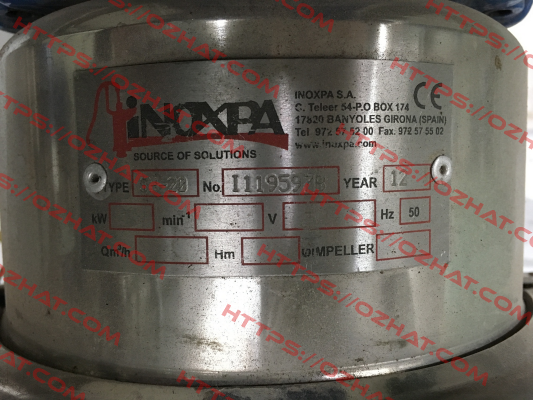 INOXPA
SOURCE OF SOLUTIONS
INOXPA S.A.
C. Teleer 54-P.O BOX 174
17820 BANYOLES GIRONA (SPAIN)
Tel. 972 57 52 00 Fax. 972 57 55 02
www.inoxpa.com
CE
TYPE No. YEAR 12
kW min⁻¹ V Hz 50
Qm³/h Hm ØIMPELLER
HTTPS://OZHAT.COM